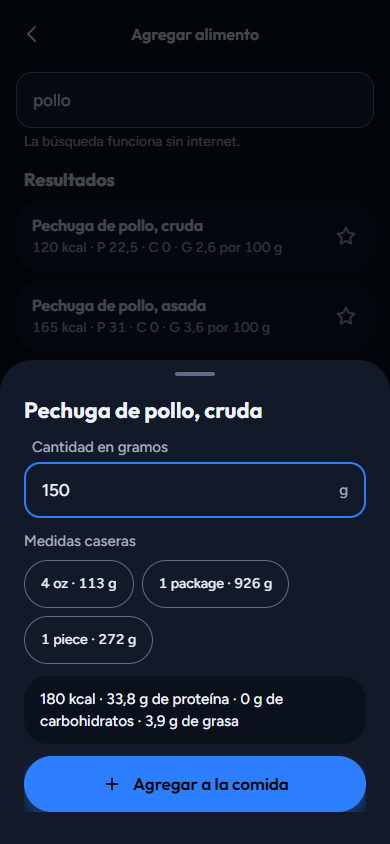 Agregar alimento
pollo
La búsqueda funciona sin internet.
Resultados
Pechuga de pollo, cruda
120 kcal · P 22,5 · C 0 · G 2,6 por 100 g
Pechuga de pollo, asada
165 kcal · P 31 · C 0 · G 3,6 por 100 g
Pechuga de pollo, cruda
Cantidad en gramos
150 g
Medidas caseras
4 oz · 113 g
1 package · 926 g
1 piece · 272 g
180 kcal · 33,8 g de proteína · 0 g de
carbohidratos · 3,9 g de grasa
+ Agregar a la comida